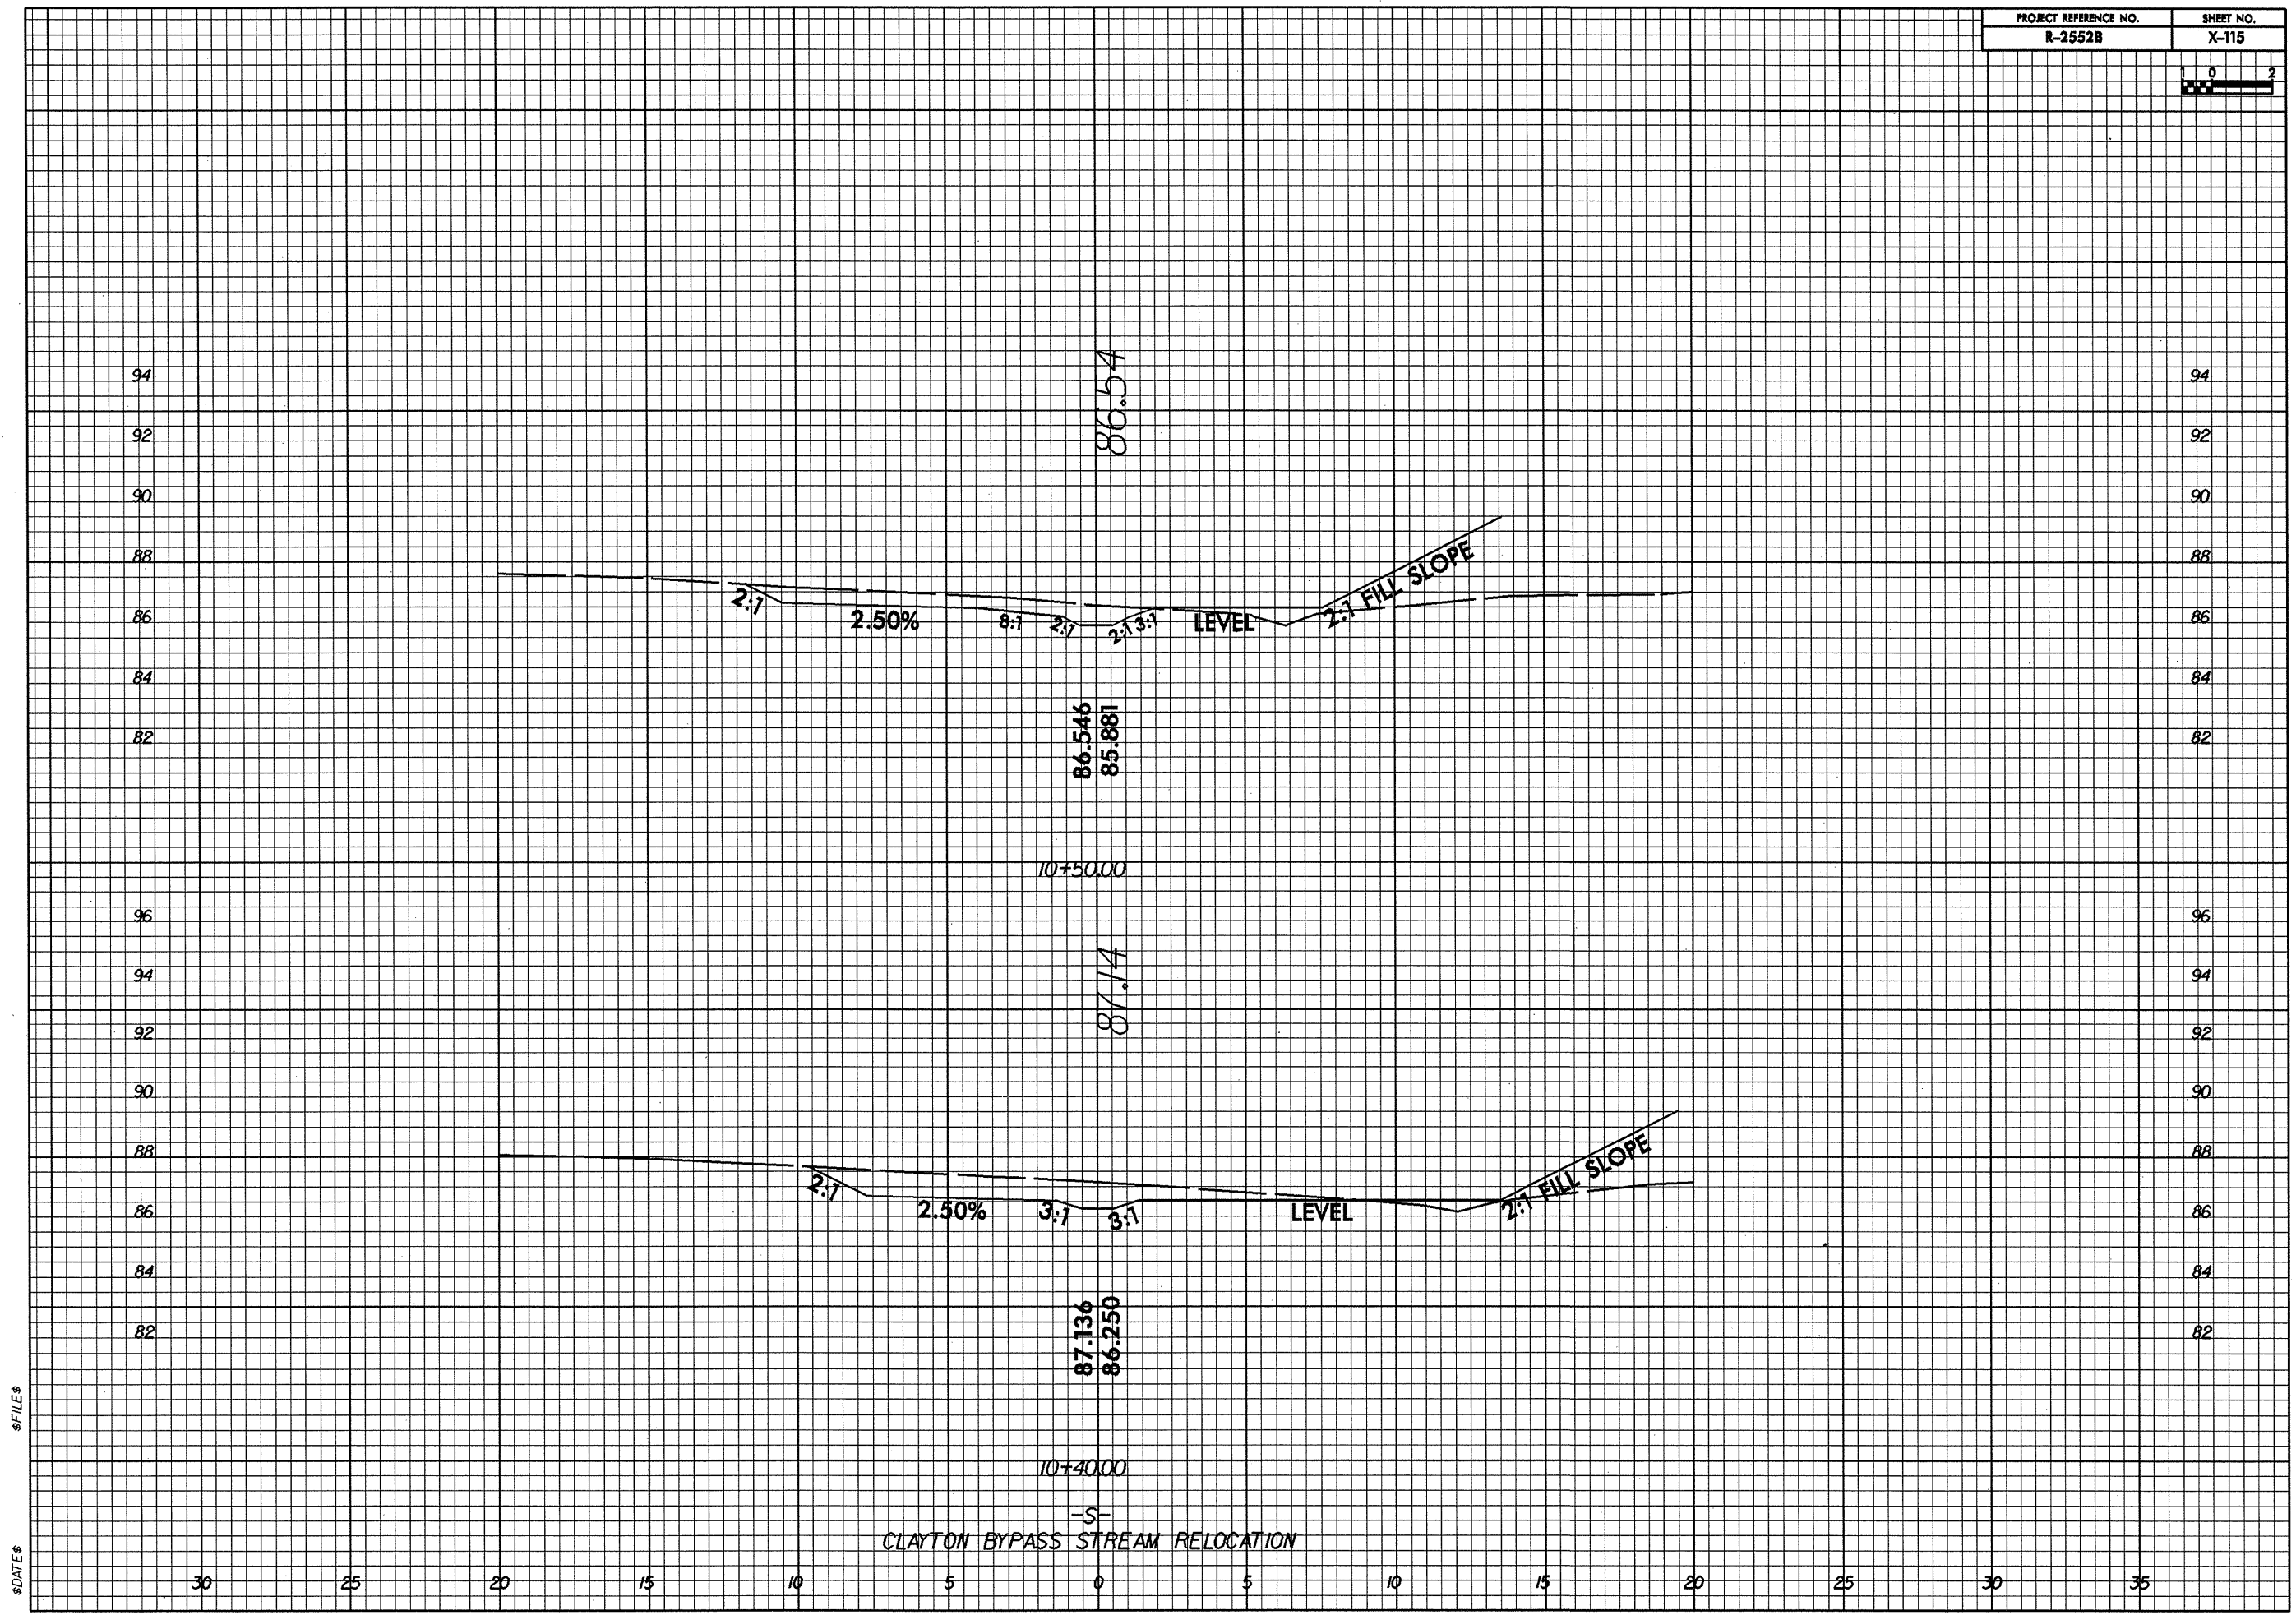 PROJECT REFERENCE NO. SHEET NO.
R-2552B X-115
1 0 2
86.54
94 94
92 92
90 90
88 88
86 86
84 84
82 82
2:1 2.50% 8:1 2:1 2:1 3:1 LEVEL 2:1 FILL SLOPE
86.546
85.881
10+50.00
87.14
96 96
94 94
92 92
90 90
88 88
86 86
84 84
82 82
2:1 2.50% 3:1 3:1 LEVEL 2:1 FILL SLOPE
87.136
86.250
10+40.00
-S-
CLAYTON BYPASS STREAM RELOCATION
30 25 20 15 10 5 0 5 10 15 20 25 30 35
$FILE$
$DATE$